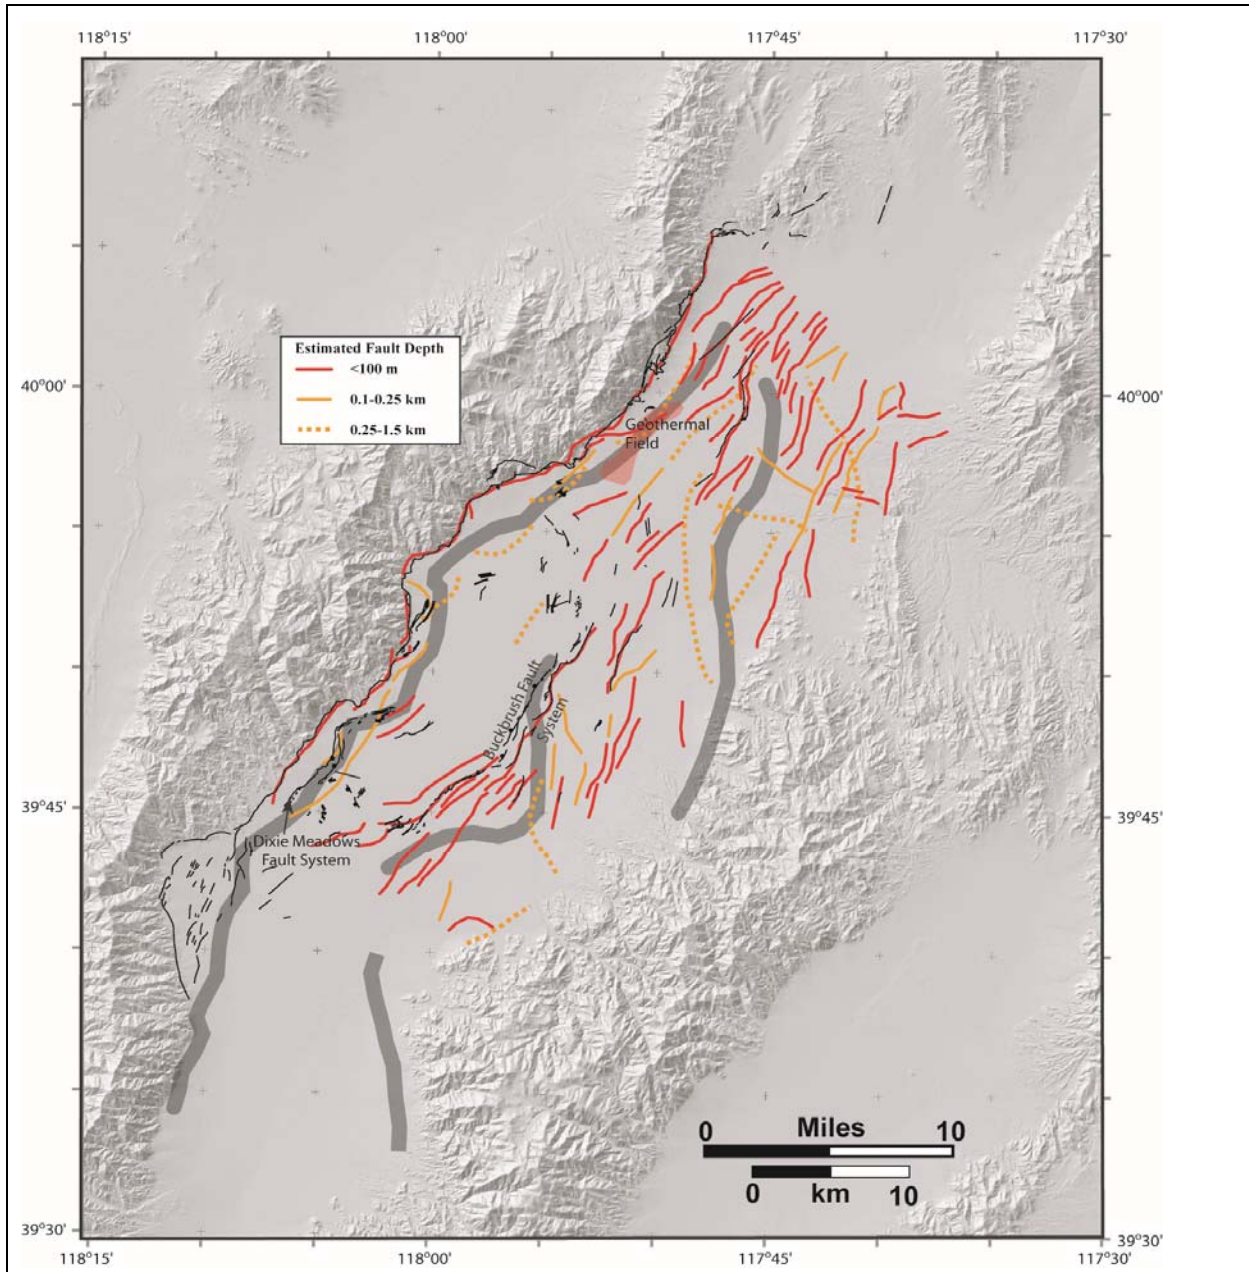 118°15' 118°00' 117°45' 117°30'
Estimated Fault Depth
<100 m
0.1-0.25 km
0.25-1.5 km
40°00' 40°00'
Geothermal
Field
Buckbrush Fault
System
39°45' 39°45'
Dixie Meadows
Fault System
0 Miles 10
0 km 10
39°30' 39°30'
118°15' 118°00' 117°45' 117°30'